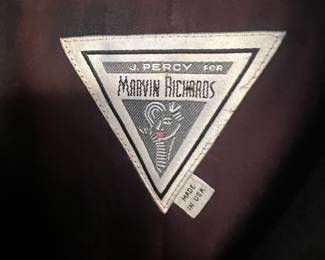 J. PERCY FOR
MARVIN RICHARDS
MADE
IN USA